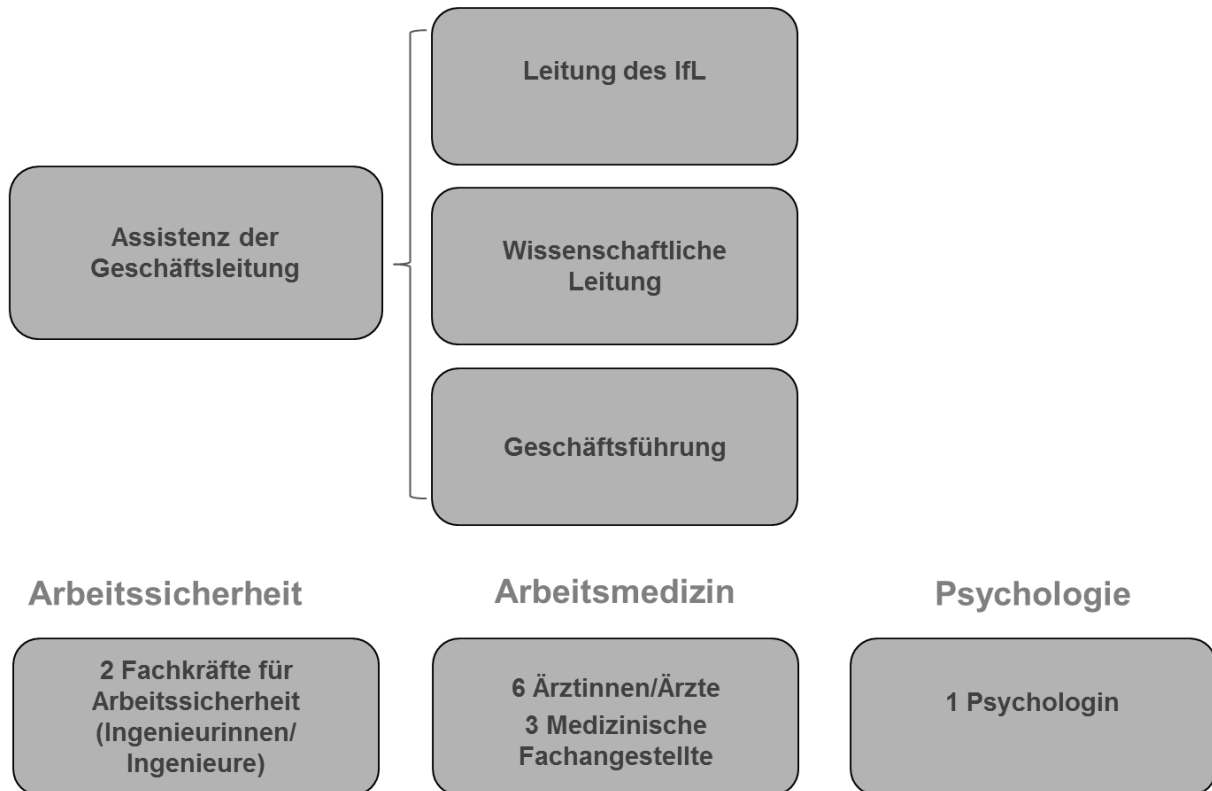 Leitung des IfL
Assistenz der
Geschäftsleitung
Wissenschaftliche
Leitung
Geschäftsführung
Arbeitssicherheit
2 Fachkräfte für
Arbeitssicherheit
(Ingenieurinnen/
Ingenieure)
Arbeitsmedizin
6 Ärztinnen/Ärzte
3 Medizinische
Fachangestellte
Psychologie
1 Psychologin